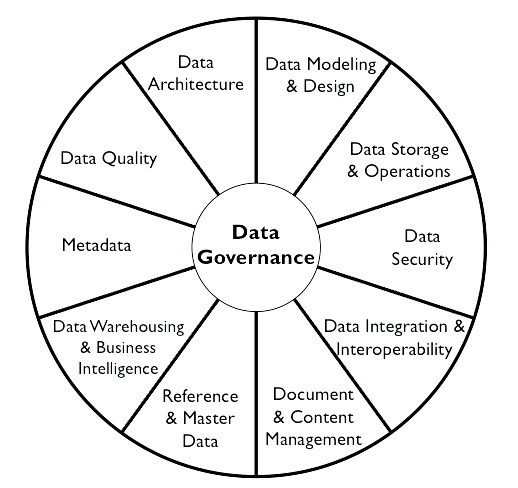 Data
Architecture
Data Modeling
& Design
Data Quality
Data Storage
& Operations
Metadata
Data
Governance
Data
Security
Data Warehousing
& Business
Intelligence
Data Integration &
Interoperability
Reference
& Master
Data
Document
& Content
Management